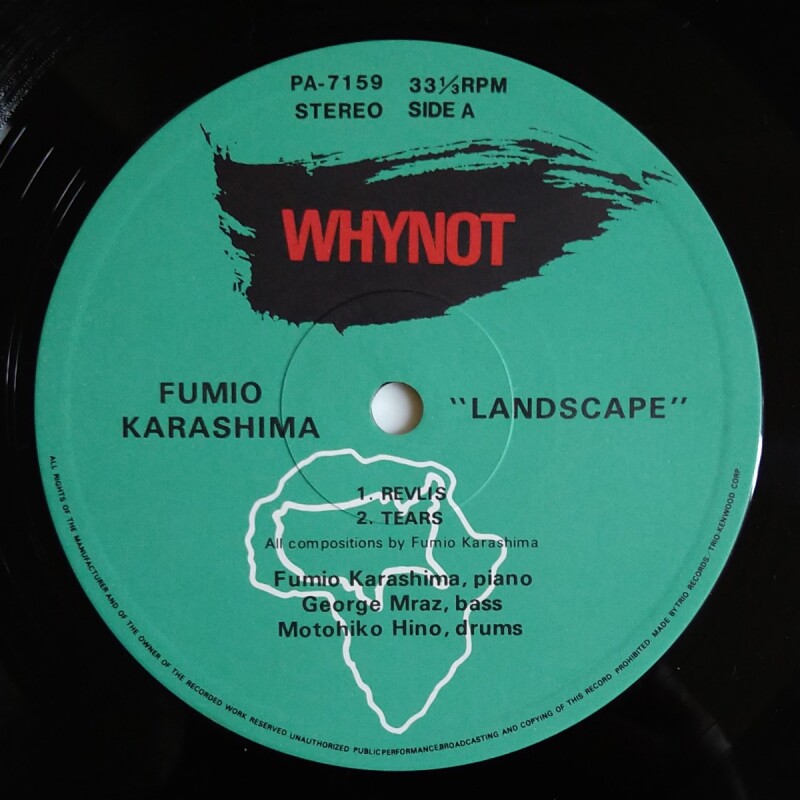 PA-7159 33⅓RPM
STEREO SIDE A
WHYNOT
FUMIO
KARASHIMA
"LANDSCAPE"
1. REVLIS
2. TEARS
All compositions by Fumio Karashima
Fumio Karashima, piano
George Mraz, bass
Motohiko Hino, drums
ALL RIGHTS OF THE MANUFACTURER AND OF THE OWNER OF THE RECORDED WORK RESERVED UNAUTHORIZED PUBLIC PERFORMANCE.BROADCASTING AND COPYING OF THIS RECORD PROHIBITED. MADE BY TRIO RECORDS/TRIO-KENWOOD CORP.